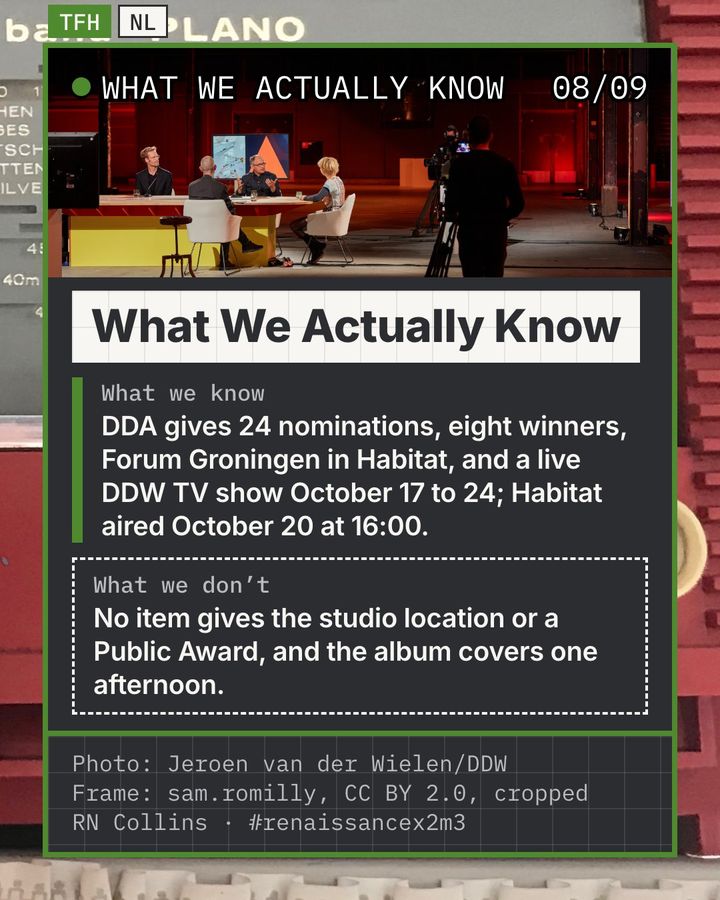 TFH NL
PLANO
WHAT WE ACTUALLY KNOW 08/09
What We Actually Know
What we know
DDA gives 24 nominations, eight winners,
Forum Groningen in Habitat, and a live
DDW TV show October 17 to 24; Habitat
aired October 20 at 16:00.
What we don’t
No item gives the studio location or a
Public Award, and the album covers one
afternoon.
Photo: Jeroen van der Wielen/DDW
Frame: sam.romilly, CC BY 2.0, cropped
RN Collins · #renaissancex2m3
40m